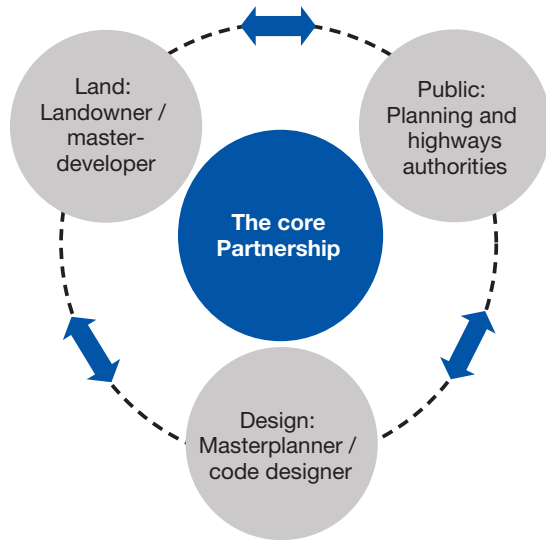 Land:
Landowner /
master-
developer
Public:
Planning and
highways
authorities
The core
Partnership
Design:
Masterplanner /
code designer